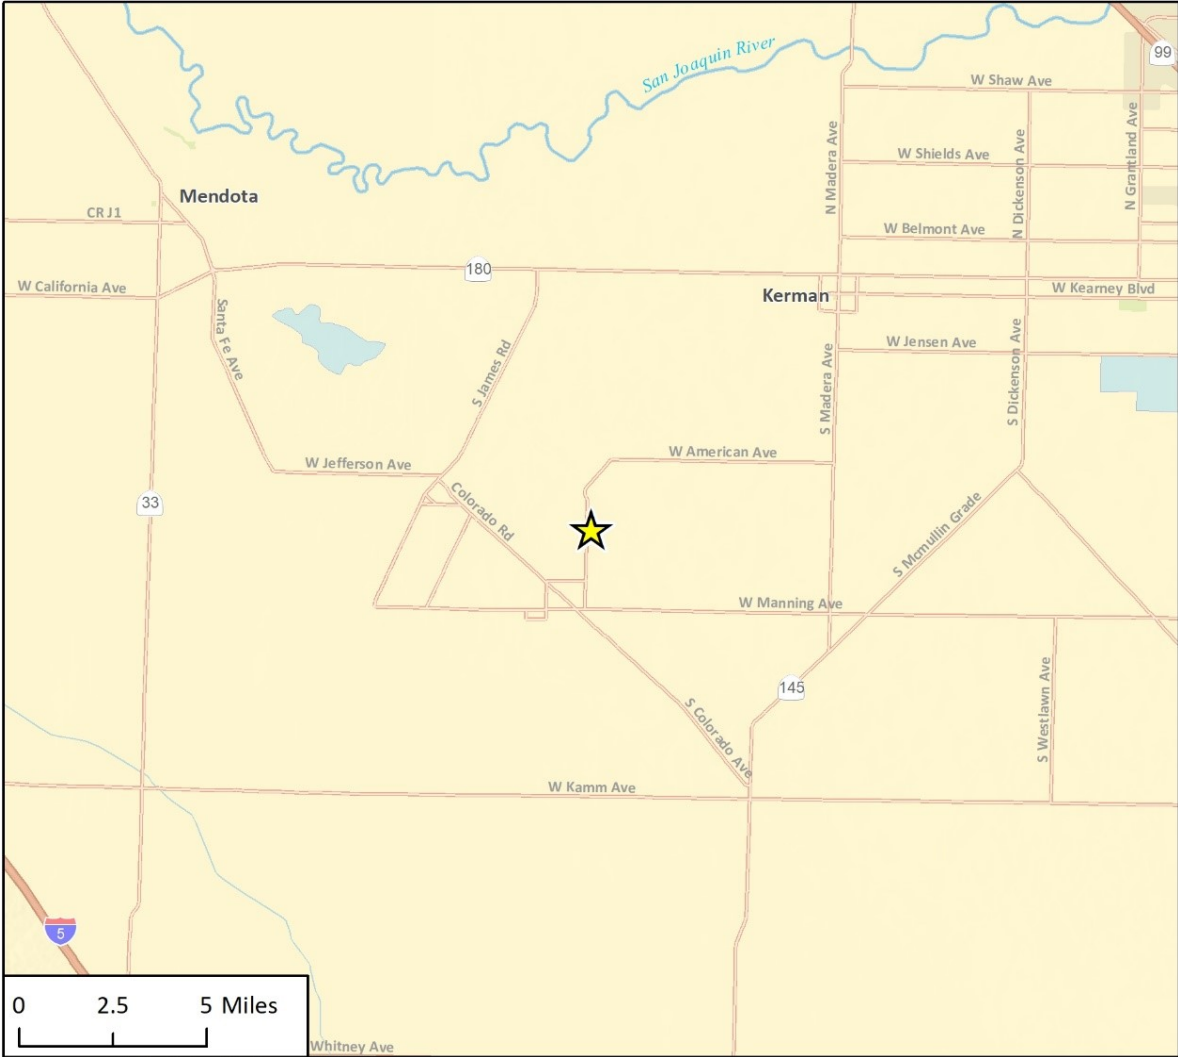 99
San Joaquin River
W Shaw Ave
N Madera Ave
W Shields Ave
N Dickenson Ave
N Grantland Ave
Mendota
CR J1
W Belmont Ave
180
W California Ave
Kerman
W Kearney Blvd
Santa Fe Ave
S James Rd
W Jensen Ave
S Madera Ave
S Dickenson Ave
W American Ave
W Jefferson Ave
33
Colorado Rd
S Mcmullin Grade
W Manning Ave
145
S Westlawn Ave
S Colorado Ave
W Kamm Ave
5
0 2.5 5 Miles
Whitney Ave